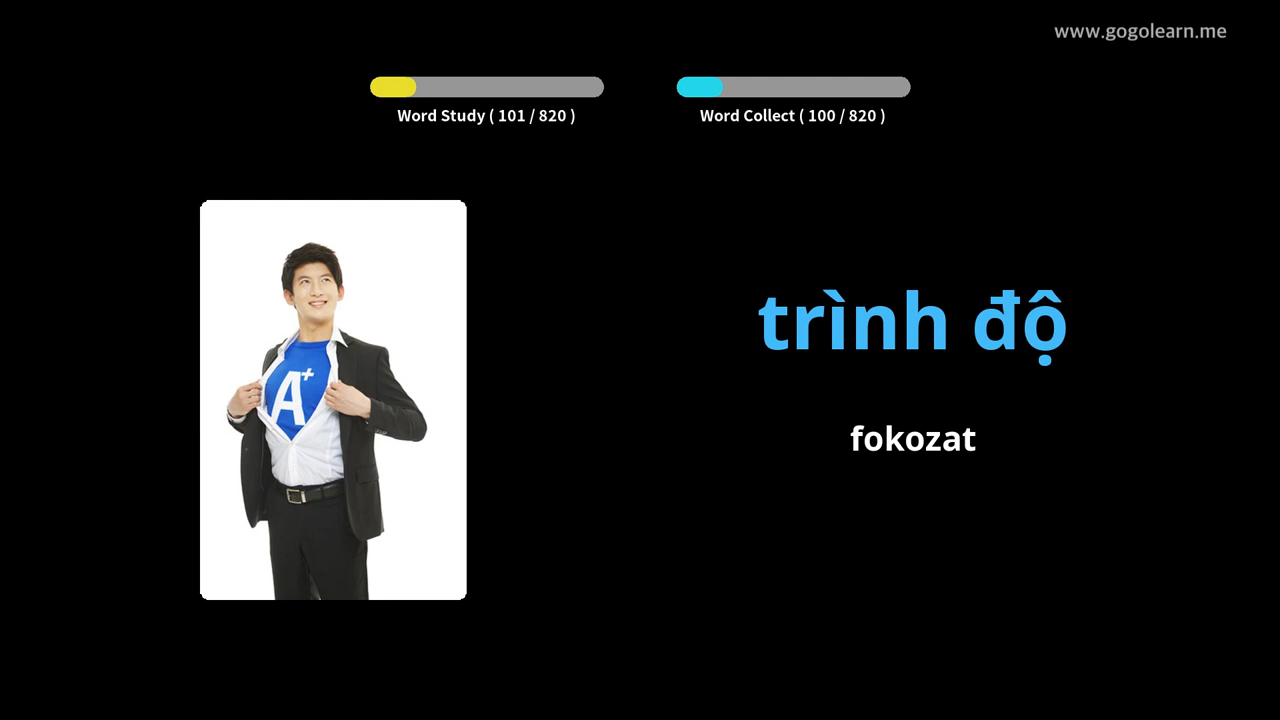 www.gogolearn.me
Word Study ( 101 / 820 )
Word Collect ( 100 / 820 )
A+
trình độ
fokozat